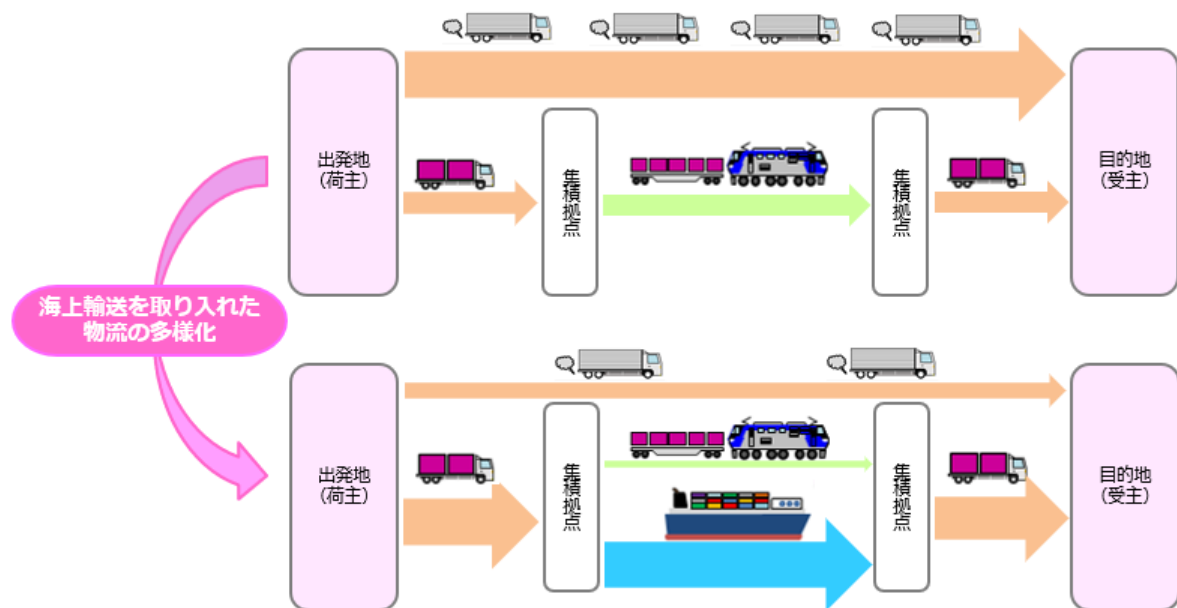 出発地
（荷主）
集積拠点
集積拠点
目的地
（受主）
海上輸送を取り入れた
物流の多様化
出発地
（荷主）
集積拠点
集積拠点
目的地
（受主）